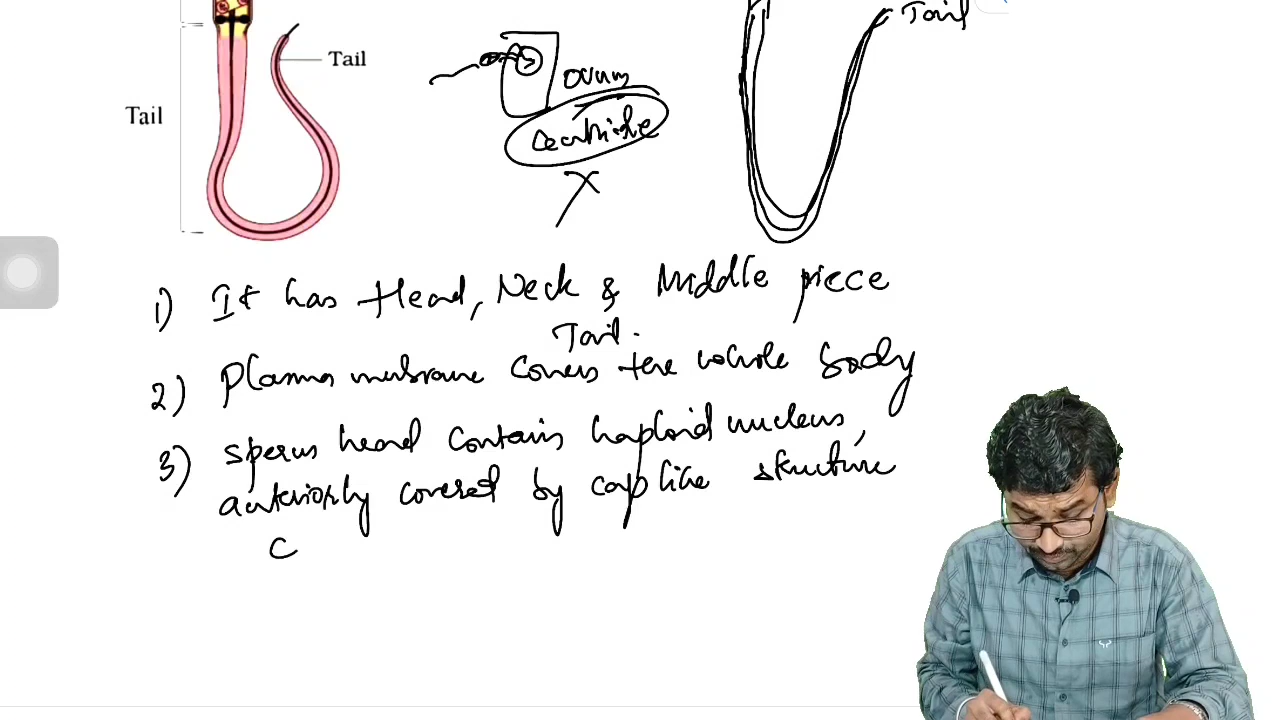 Tail
Tail
Tail
ovum
1) It has Head, Neck & Middle piece
Tail.
2) Plasma membrane covers the whole body
3) Sperm head contains haploid nucleus,
anteriorly covered by cap like structure
C